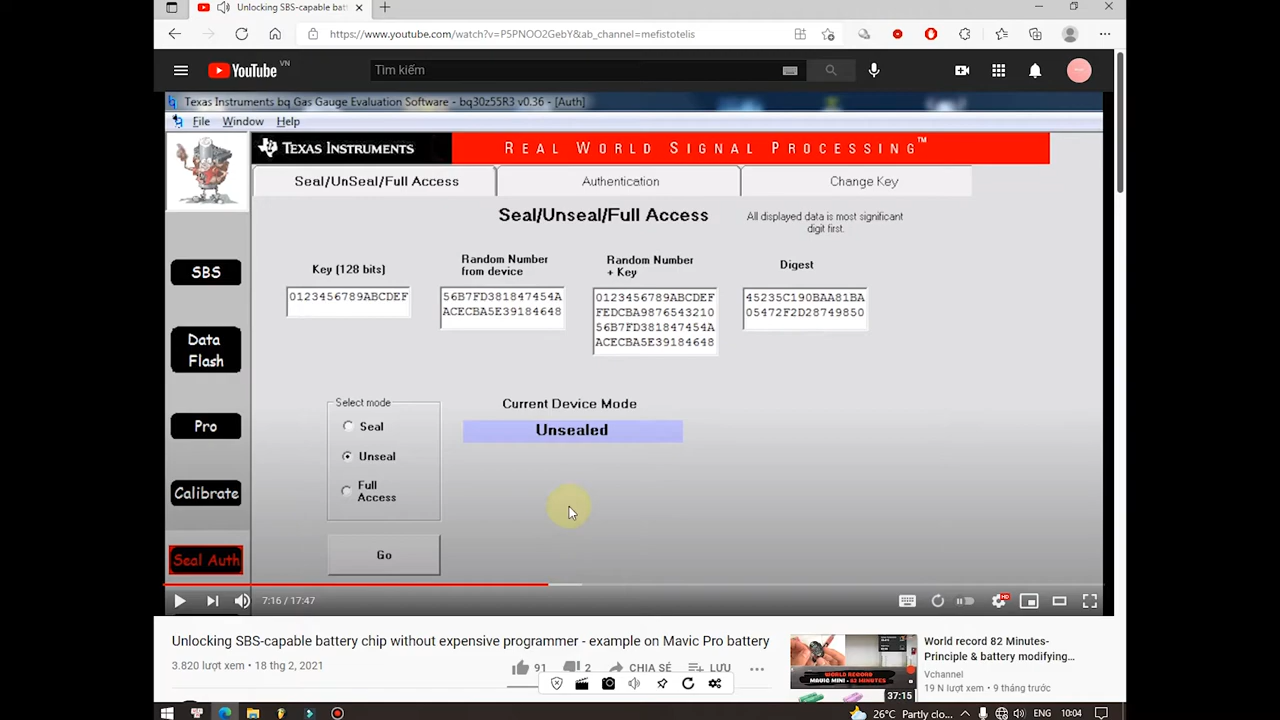 Unlocking SBS-capable batt
https://www.youtube.com/watch?v=P5PNOO2GebY&ab_channel=mefistotelis
YouTube VN
Tìm kiếm
Texas Instruments bq Gas Gauge Evaluation Software - bq30z55R3 v0.36 - [Auth]
File Window Help
TEXAS INSTRUMENTS
REAL WORLD SIGNAL PROCESSING™
Seal/UnSeal/Full Access
Authentication
Change Key
Seal/Unseal/Full Access
All displayed data is most significant
digit first.
Key (128 bits)
Random Number
from device
Random Number
+ Key
Digest
0123456789ABCDEF
56B7FD381847454A
ACECBA5E39184648
0123456789ABCDEF
FEDCBA9876543210
56B7FD381847454A
ACECBA5E39184648
45235C190BAA81BA
05472F2D28749850
SBS
Data
Flash
Pro
Calibrate
Seal Auth
Select mode
Seal
Unseal
Full
Access
Go
Current Device Mode
Unsealed
7:16 / 17:47
HD
Unlocking SBS-capable battery chip without expensive programmer - example on Mavic Pro battery
3.820 lượt xem • 18 thg 2, 2021
91
2
CHIA SẺ
LƯU
World record 82 Minutes-
Principle & battery modifying...
Vchannel
19 N lượt xem • 9 tháng trước
WORLD RECORD
MAVIC MINI - 82 MINUTES
37:15
26°C Partly clo...
ENG
10:04